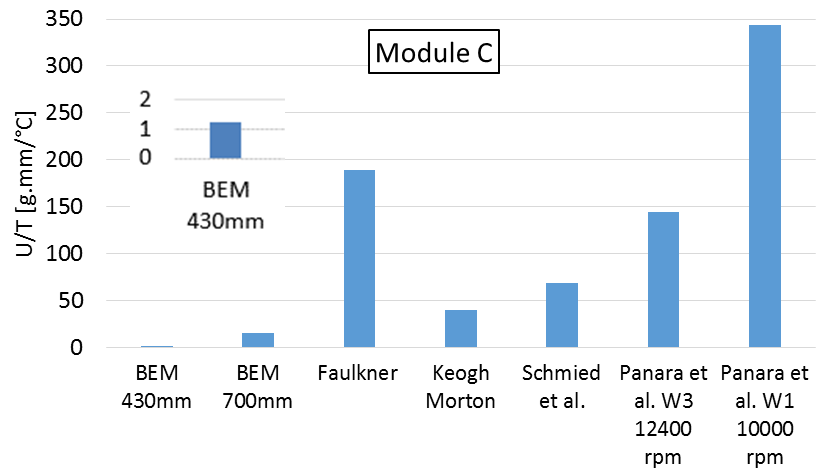 Module C
U/T [g.mm/°C]
350
300
250
200
150
100
50
0
2
1
0
BEM
430mm
BEM
430mm
BEM
700mm
Faulkner
Keogh
Morton
Schmied
et al.
Panara et
al. W3
12400
rpm
Panara et
al. W1
10000
rpm